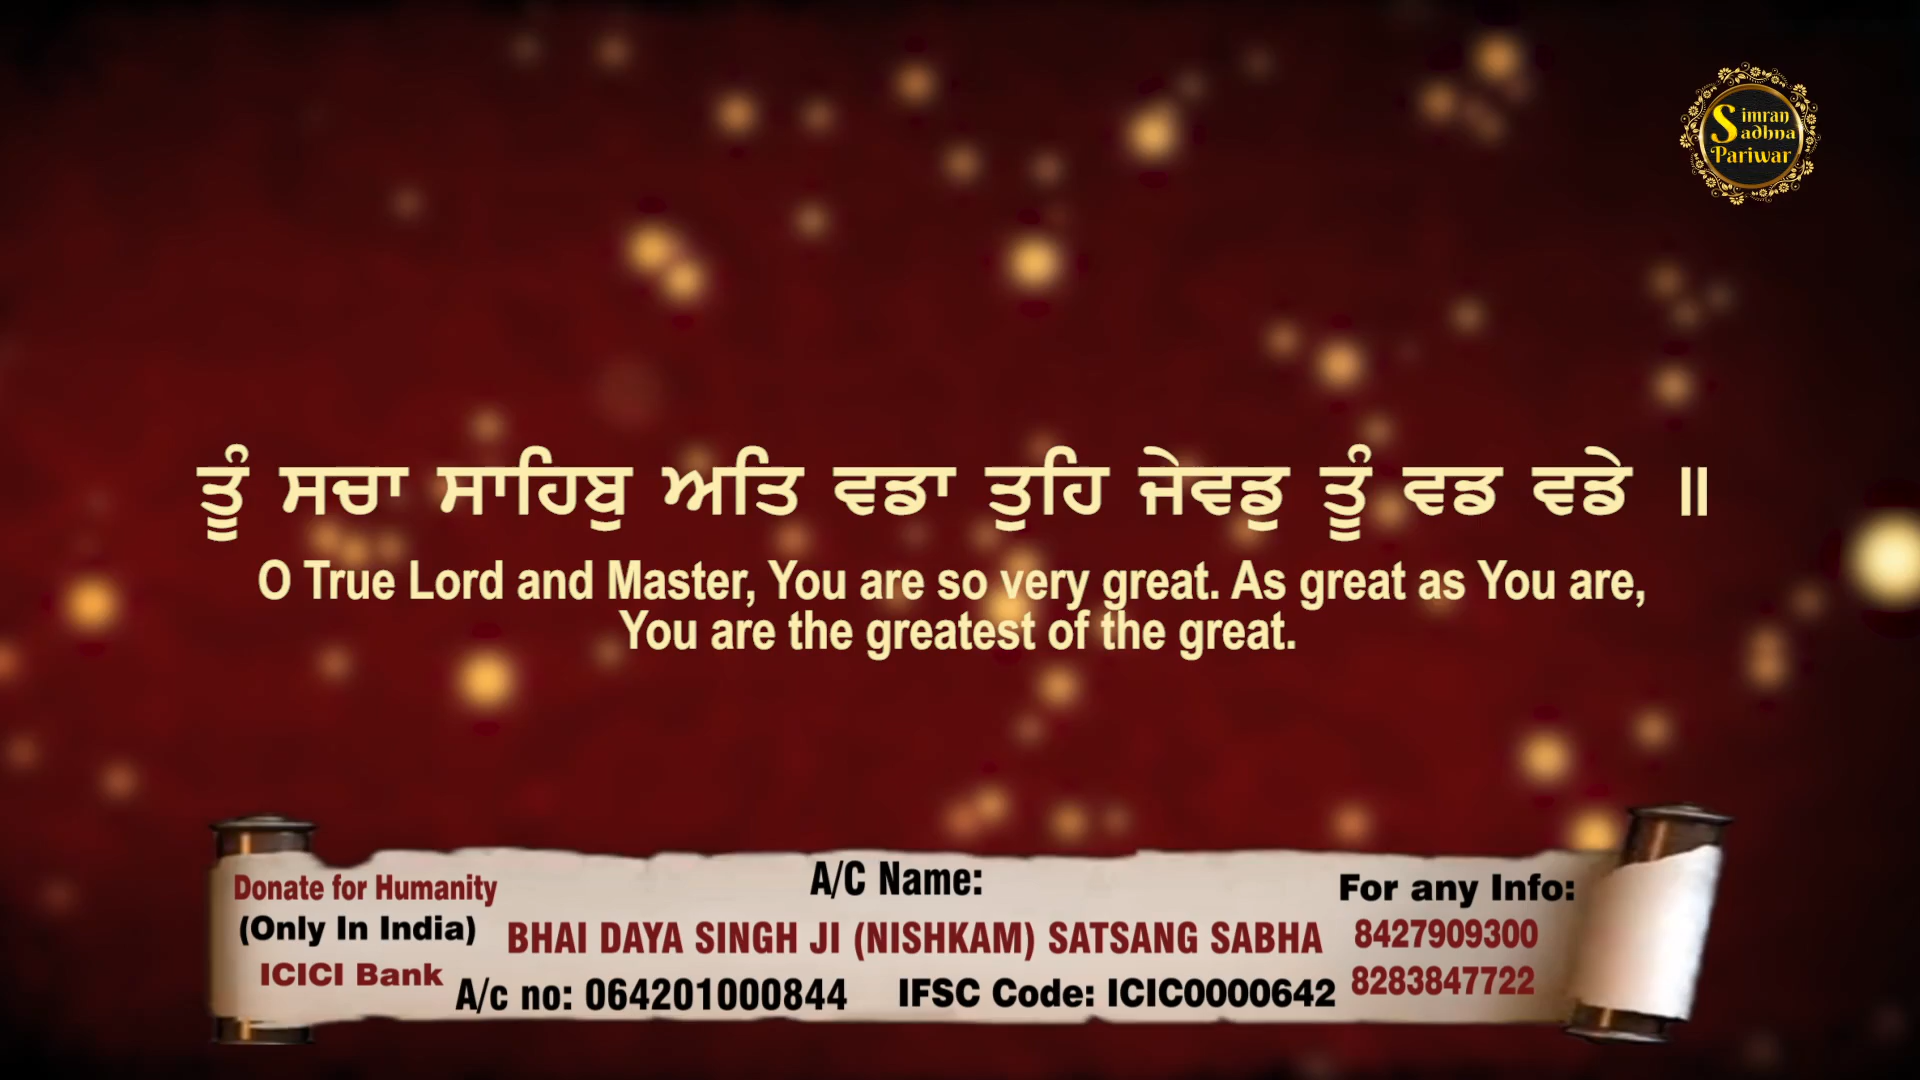 Simran
Sadhna
Pariwar
ਤੂੰ ਸਚਾ ਸਾਹਿਬੁ ਅਤਿ ਵਡਾ ਤੁਹਿ ਜੇਵਡੁ ਤੂੰ ਵਡ ਵਡੇ ॥
O True Lord and Master, You are so very great. As great as You are,
You are the greatest of the great.
Donate for Humanity
(Only In India)
ICICI Bank
A/C Name:
BHAI DAYA SINGH JI (NISHKAM) SATSANG SABHA
A/c no: 064201000844 IFSC Code: ICIC0000642
For any Info:
8427909300
8283847722